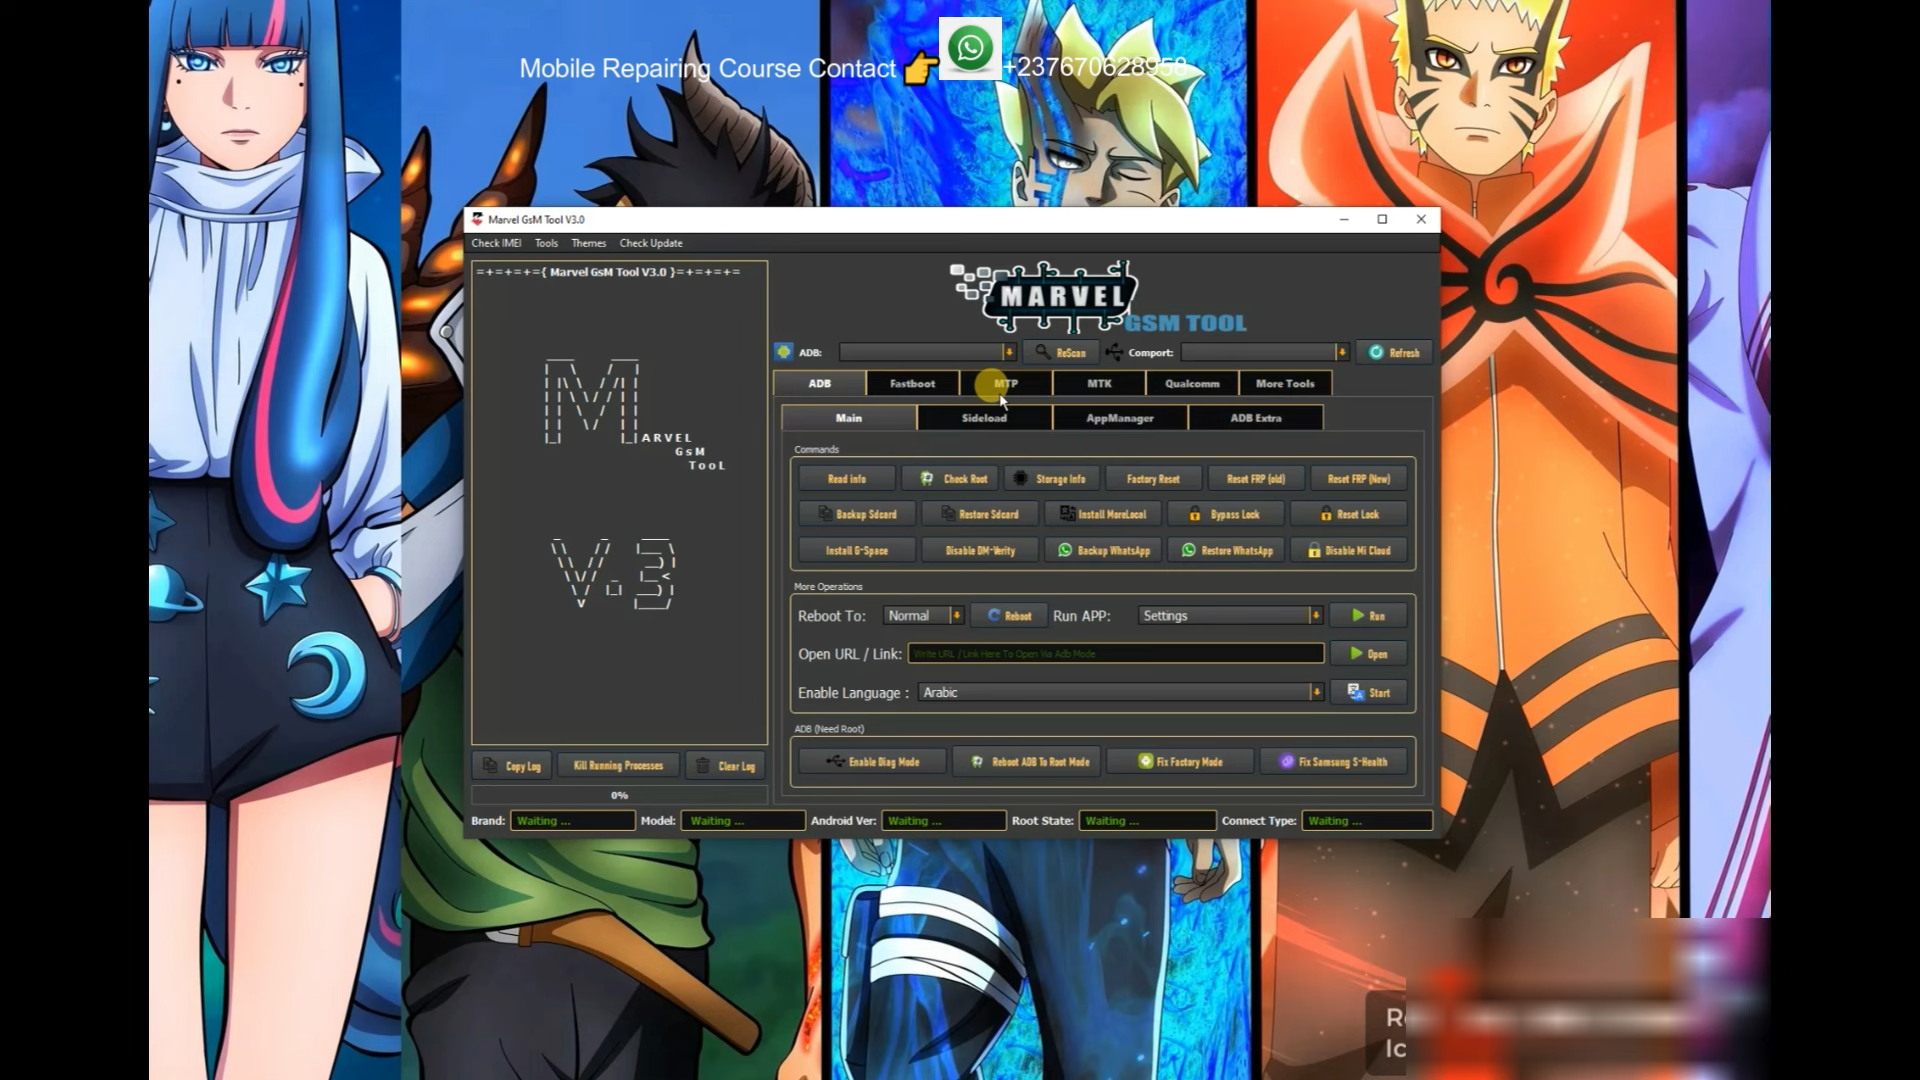 Mobile Repairing Course Contact 👉 +237670628958
Marvel GsM Tool V3.0
Check IMEI Tools Themes Check Update
=+=+=+={ Marvel GsM Tool V3.0 }=+=+=+=
MARVEL
GSM TOOL
ADB: ReScan Comport: Refresh
ADB Fastboot MTP MTK Qualcomm More Tools
Main Sideload AppManager ADB Extra
ARVEL
GsM
TooL
Commands
Read info Check Root Storage Info Factory Reset Reset FRP (old) Reset FRP (New)
Backup Sdcard Restore Sdcard Install MoreLocal Bypass Lock Reset Lock
Install G-Space Disable DM-Verity Backup WhatsApp Restore WhatsApp Disable Mi Cloud
More Operations
Reboot To: Normal Reboot Run APP: Settings Run
Open URL / Link: Write URL / Link Here To Open Via Adb Mode Open
Enable Language : Arabic Start
ADB (Need Root)
Enable Diag Mode Reboot ADB To Root Mode Fix Factory Mode Fix Samsung S-Health
Copy Log Kill Running Processes Clear Log
0%
Brand: Waiting ... Model: Waiting ... Android Ver: Waiting ... Root State: Waiting ... Connect Type: Waiting ...